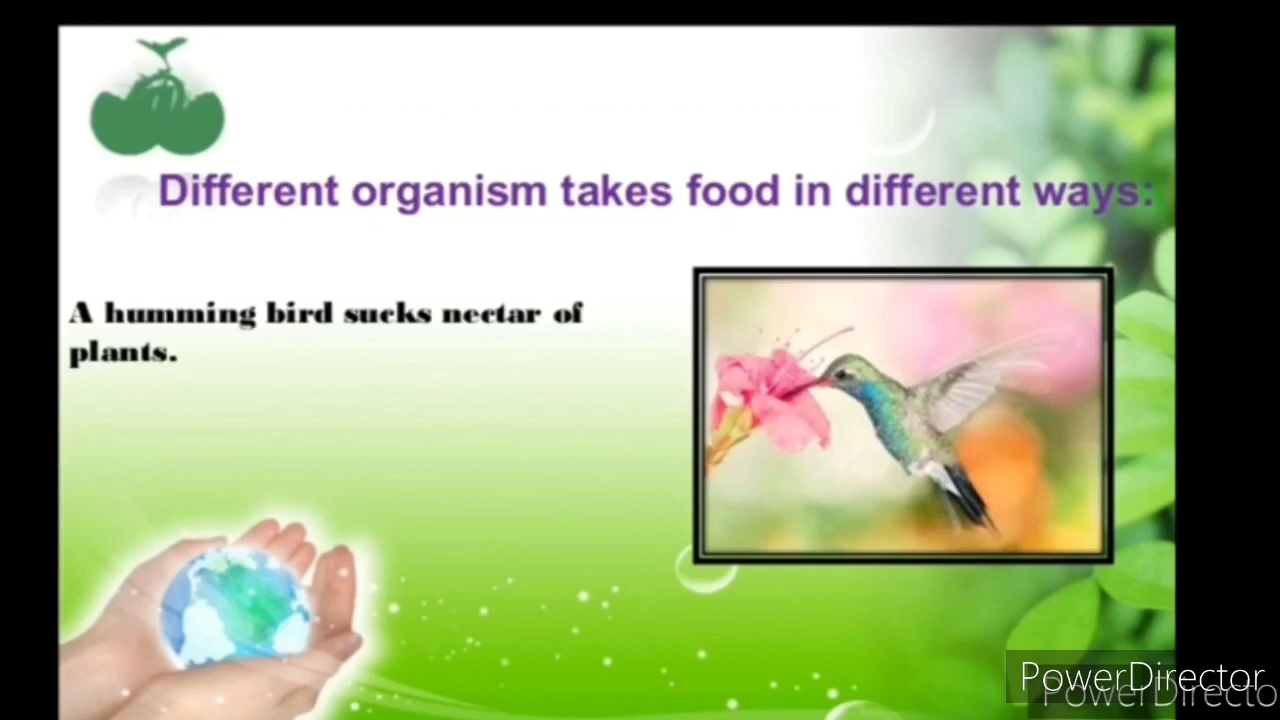 Different organism takes food in different ways:
A humming bird sucks nectar of
plants.
PowerDirector
PowerDirecto